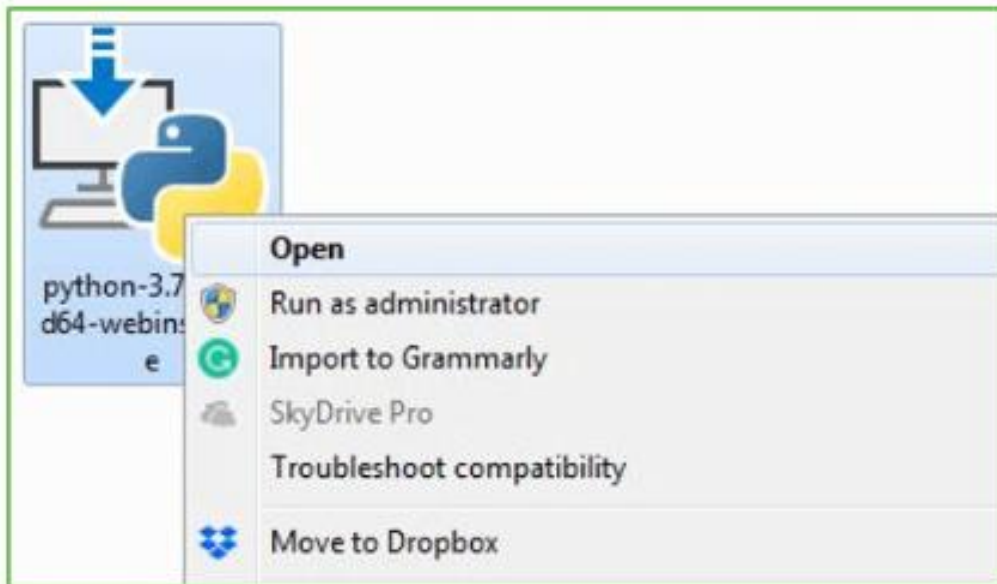 python-3.7
d64-webins
e
Open
Run as administrator
Import to Grammarly
SkyDrive Pro
Troubleshoot compatibility
Move to Dropbox